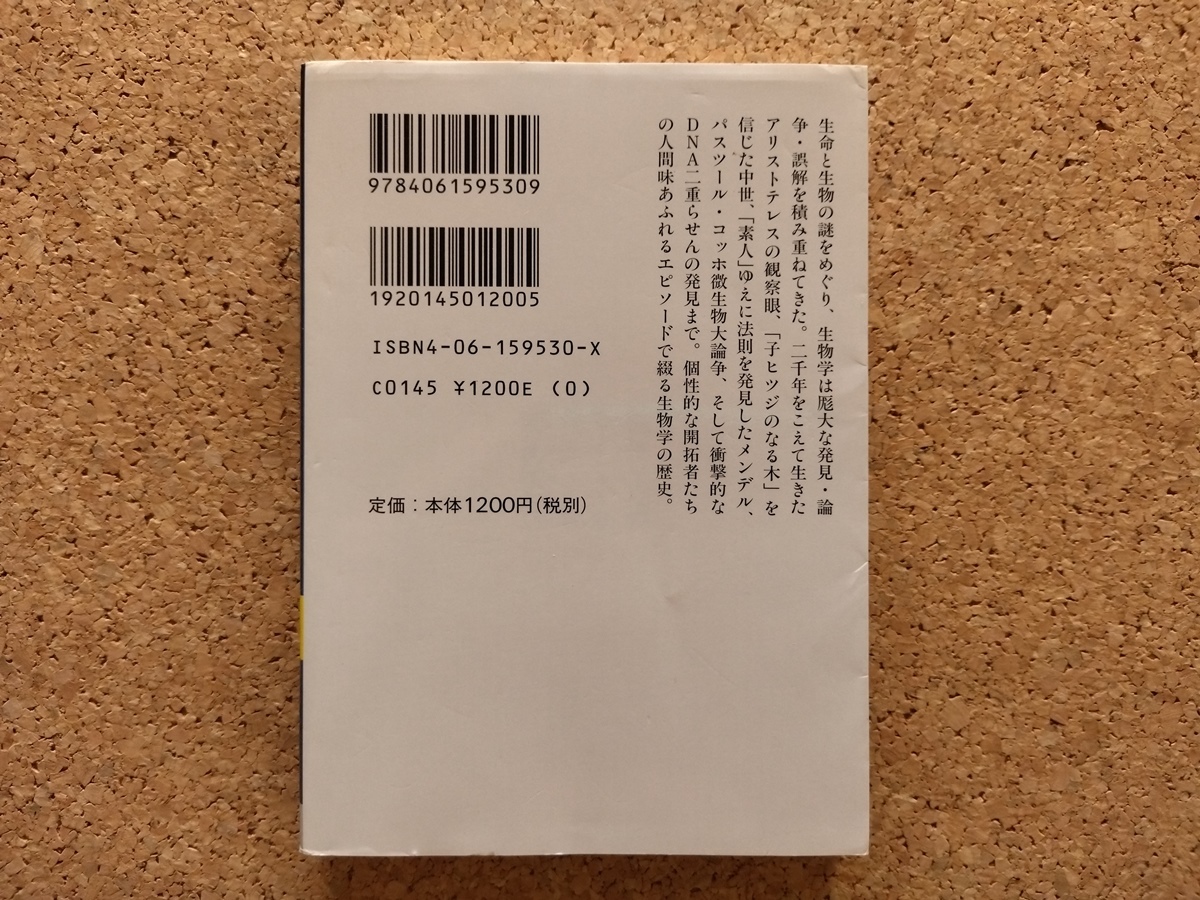 生命と生物の謎をめぐり、生物学は厖大な発見・論
争・誤解を積み重ねてきた。二千年をこえて生きた
アリストテレスの観察眼、「子ヒツジのなる木」を
信じた中世、「素人」ゆえに法則を発見したメンデル、
パスツール・コッホ微生物大論争、そして衝撃的な
DNA二重らせんの発見まで。個性的な開拓者たち
の人間味あふれるエピソードで綴る生物学の歴史。
9784061595309
1920145012005
ISBN4-06-159530-X
C0145 ¥1200E (0)
定価：本体1200円(税別)